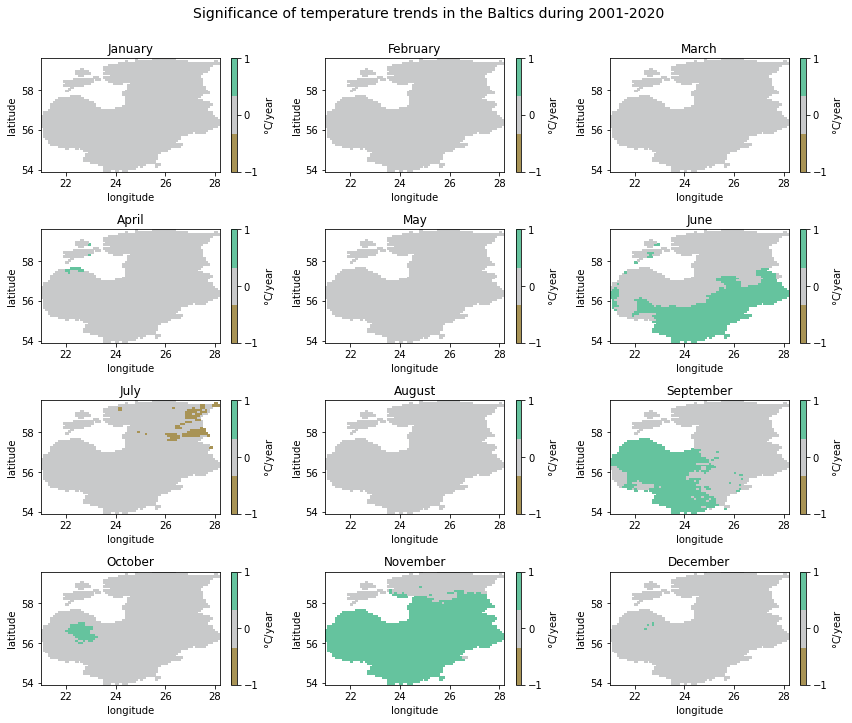 Significance of temperature trends in the Baltics during 2001-2020
January
February
March
58
56
54
latitude
22 24 26 28
longitude
1
0
−1
°C/year
58
56
54
latitude
22 24 26 28
longitude
1
0
−1
°C/year
58
56
54
latitude
22 24 26 28
longitude
1
0
−1
°C/year
April
May
June
58
56
54
latitude
22 24 26 28
longitude
1
0
−1
°C/year
58
56
54
latitude
22 24 26 28
longitude
1
0
−1
°C/year
58
56
54
latitude
22 24 26 28
longitude
1
0
−1
°C/year
July
August
September
58
56
54
latitude
22 24 26 28
longitude
1
0
−1
°C/year
58
56
54
latitude
22 24 26 28
longitude
1
0
−1
°C/year
58
56
54
latitude
22 24 26 28
longitude
1
0
−1
°C/year
October
November
December
58
56
54
latitude
22 24 26 28
longitude
1
0
−1
°C/year
58
56
54
latitude
22 24 26 28
longitude
1
0
−1
°C/year
58
56
54
latitude
22 24 26 28
longitude
1
0
−1
°C/year